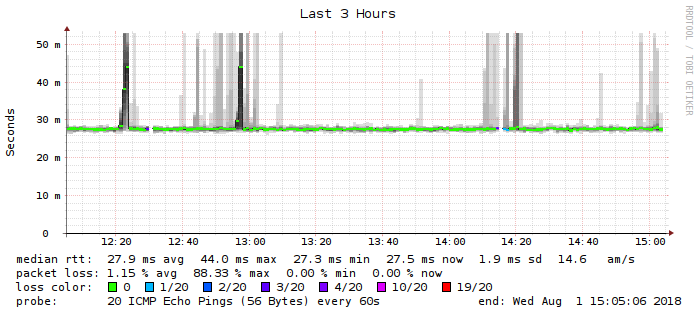 Last 3 Hours
RRDTOOL / TOBI OETIKER
Seconds
50 m
40 m
30 m
20 m
10 m
0
12:20 12:40 13:00 13:20 13:40 14:00 14:20 14:40 15:00
median rtt: 27.9 ms avg 44.0 ms max 27.3 ms min 27.5 ms now 1.9 ms sd 14.6 am/s
packet loss: 1.15 % avg 88.33 % max 0.00 % min 0.00 % now
loss color: 0 1/20 2/20 3/20 4/20 10/20 19/20
probe: 20 ICMP Echo Pings (56 Bytes) every 60s end: Wed Aug 1 15:05:06 2018